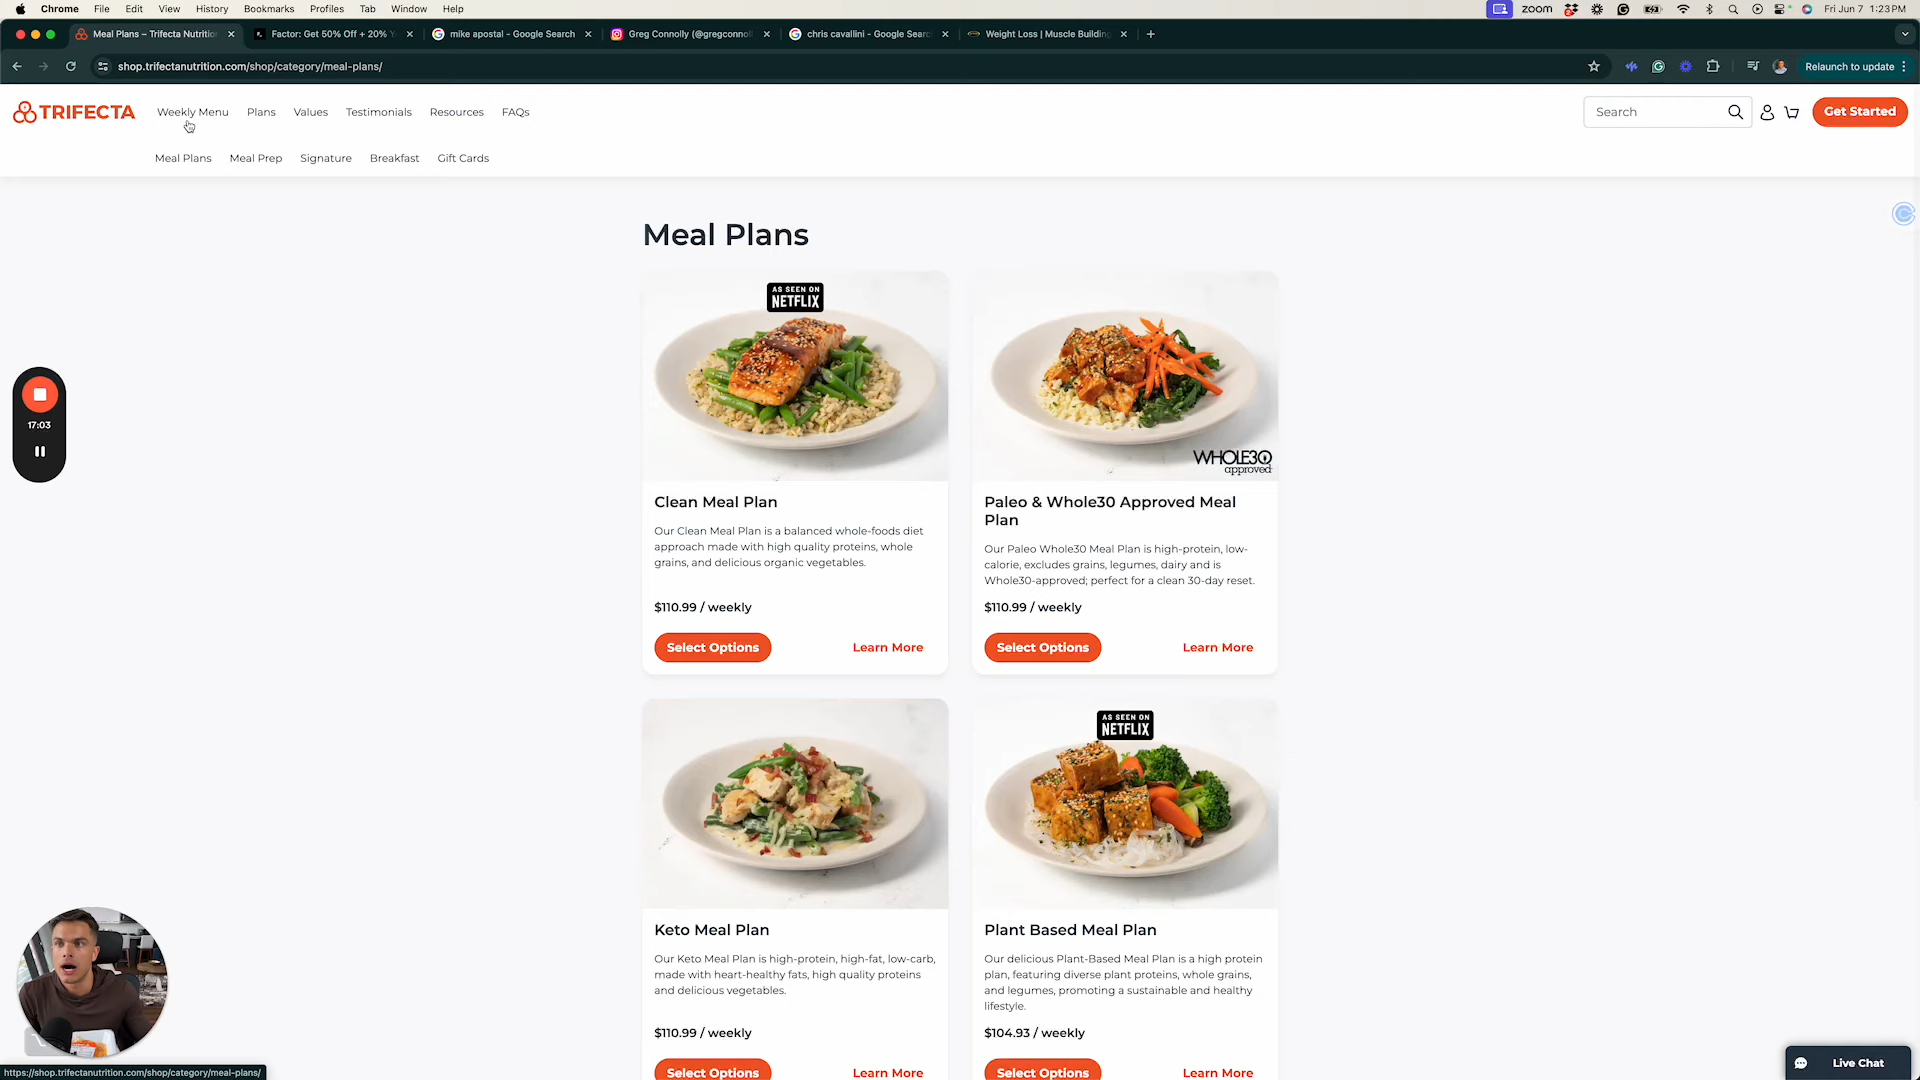 Chrome File Edit View History Bookmarks Profiles Tab Window Help
zoom
Fri Jun 7 1:23PM
Meal Plans – Trifecta Nutrition
Factor: Get 50% Off + 20% Y
mike apostal - Google Search
Greg Connolly (@gregconnol
chris cavallini - Google Searc
Weight Loss | Muscle Building
shop.trifectanutrition.com/shop/category/meal-plans/
Relaunch to update
TRIFECTA
Weekly Menu Plans Values Testimonials Resources FAQs
Search
Get Started
Meal Plans Meal Prep Signature Breakfast Gift Cards
Meal Plans
AS SEEN ON
NETFLIX
WHOLE30
approved
17:03
Clean Meal Plan
Our Clean Meal Plan is a balanced whole-foods diet
approach made with high quality proteins, whole
grains, and delicious organic vegetables.
$110.99 / weekly
Select Options Learn More
Paleo & Whole30 Approved Meal
Plan
Our Paleo Whole30 Meal Plan is high-protein, low-
calorie, excludes grains, legumes, dairy and is
Whole30-approved; perfect for a clean 30-day reset.
$110.99 / weekly
Select Options Learn More
AS SEEN ON
NETFLIX
Keto Meal Plan
Our Keto Meal Plan is high-protein, high-fat, low-carb,
made with heart-healthy fats, high quality proteins
and delicious vegetables.
$110.99 / weekly
Select Options Learn More
Plant Based Meal Plan
Our delicious Plant-Based Meal Plan is a high protein
plan, featuring diverse plant proteins, whole grains,
and legumes, promoting a sustainable and healthy
lifestyle.
$104.93 / weekly
Select Options Learn More
Live Chat
https://shop.trifectanutrition.com/shop/category/meal-plans/